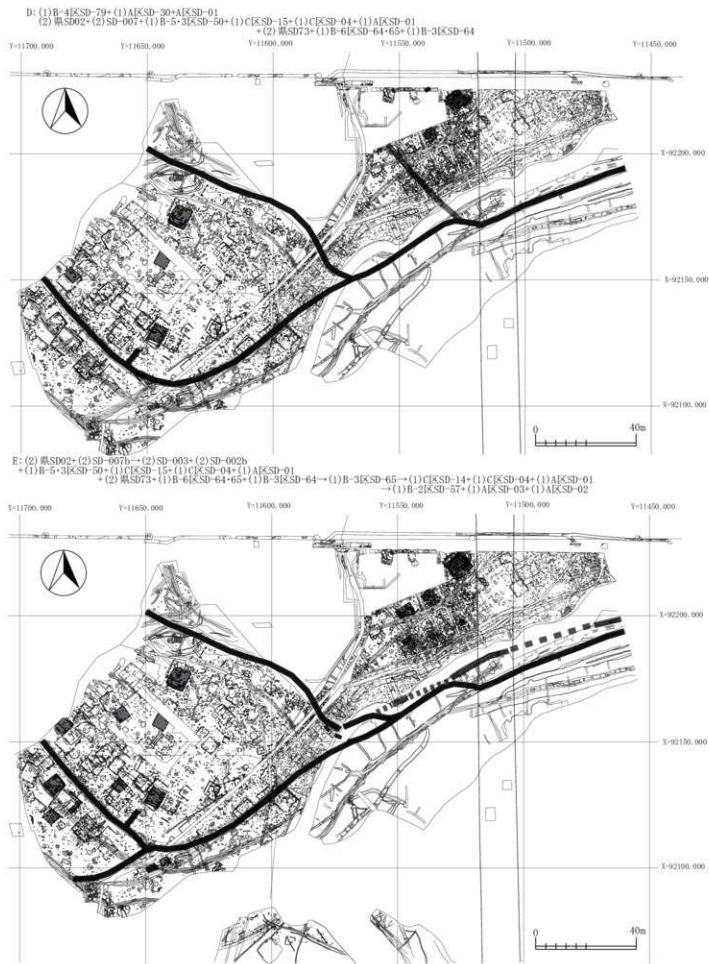 D: (1)B-4区SD-79+(1)A区SD-30+A区SD-01
(2)県SD02+(2)SD-007+(1)B-5・3区SD-50+(1)C区SD-15+(1)C区SD-04+(1)A区SD-01
+(2)県SD73+(1)B-6区SD-64・65+(1)B-3区SD-64
Y=11700.000 Y=11650.000 Y=11600.000 Y=11550.000 Y=11500.000 Y=11450.000
X=92200.000
X=92150.000
X=92100.000
0 40m
E: (2)県SD02+(2)SD-007b→(2)SD-003+(2)SD-002b
+(1)B-5・3区SD-50+(1)C区SD-15+(1)C区SD-04+(1)A区SD-01
+(2)県SD73+(1)B-6区SD-64・65+(1)B-3区SD-64→(1)B-3区SD-65→(1)C区SD-14+(1)C区SD-04+(1)A区SD-01
→(1)B-2区SD-57+(1)A区SD-03+(1)A区SD-02
Y=11700.000 Y=11650.000 Y=11600.000 Y=11550.000 Y=11500.000 Y=11450.000
X=92200.000
X=92150.000
X=92100.000
0 40m